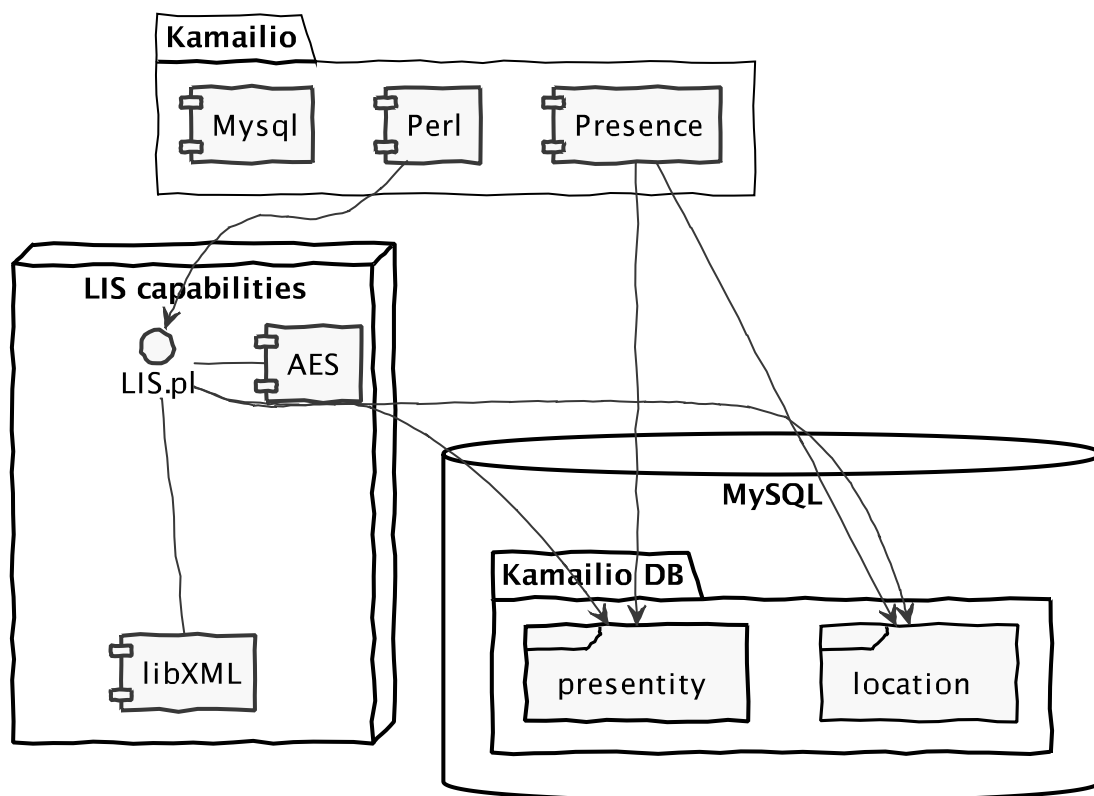 Kamailio
Mysql
Perl
Presence
LIS capabilities
AES
LIS.pl
MySQL
Kamailio DB
libXML
presentity
location